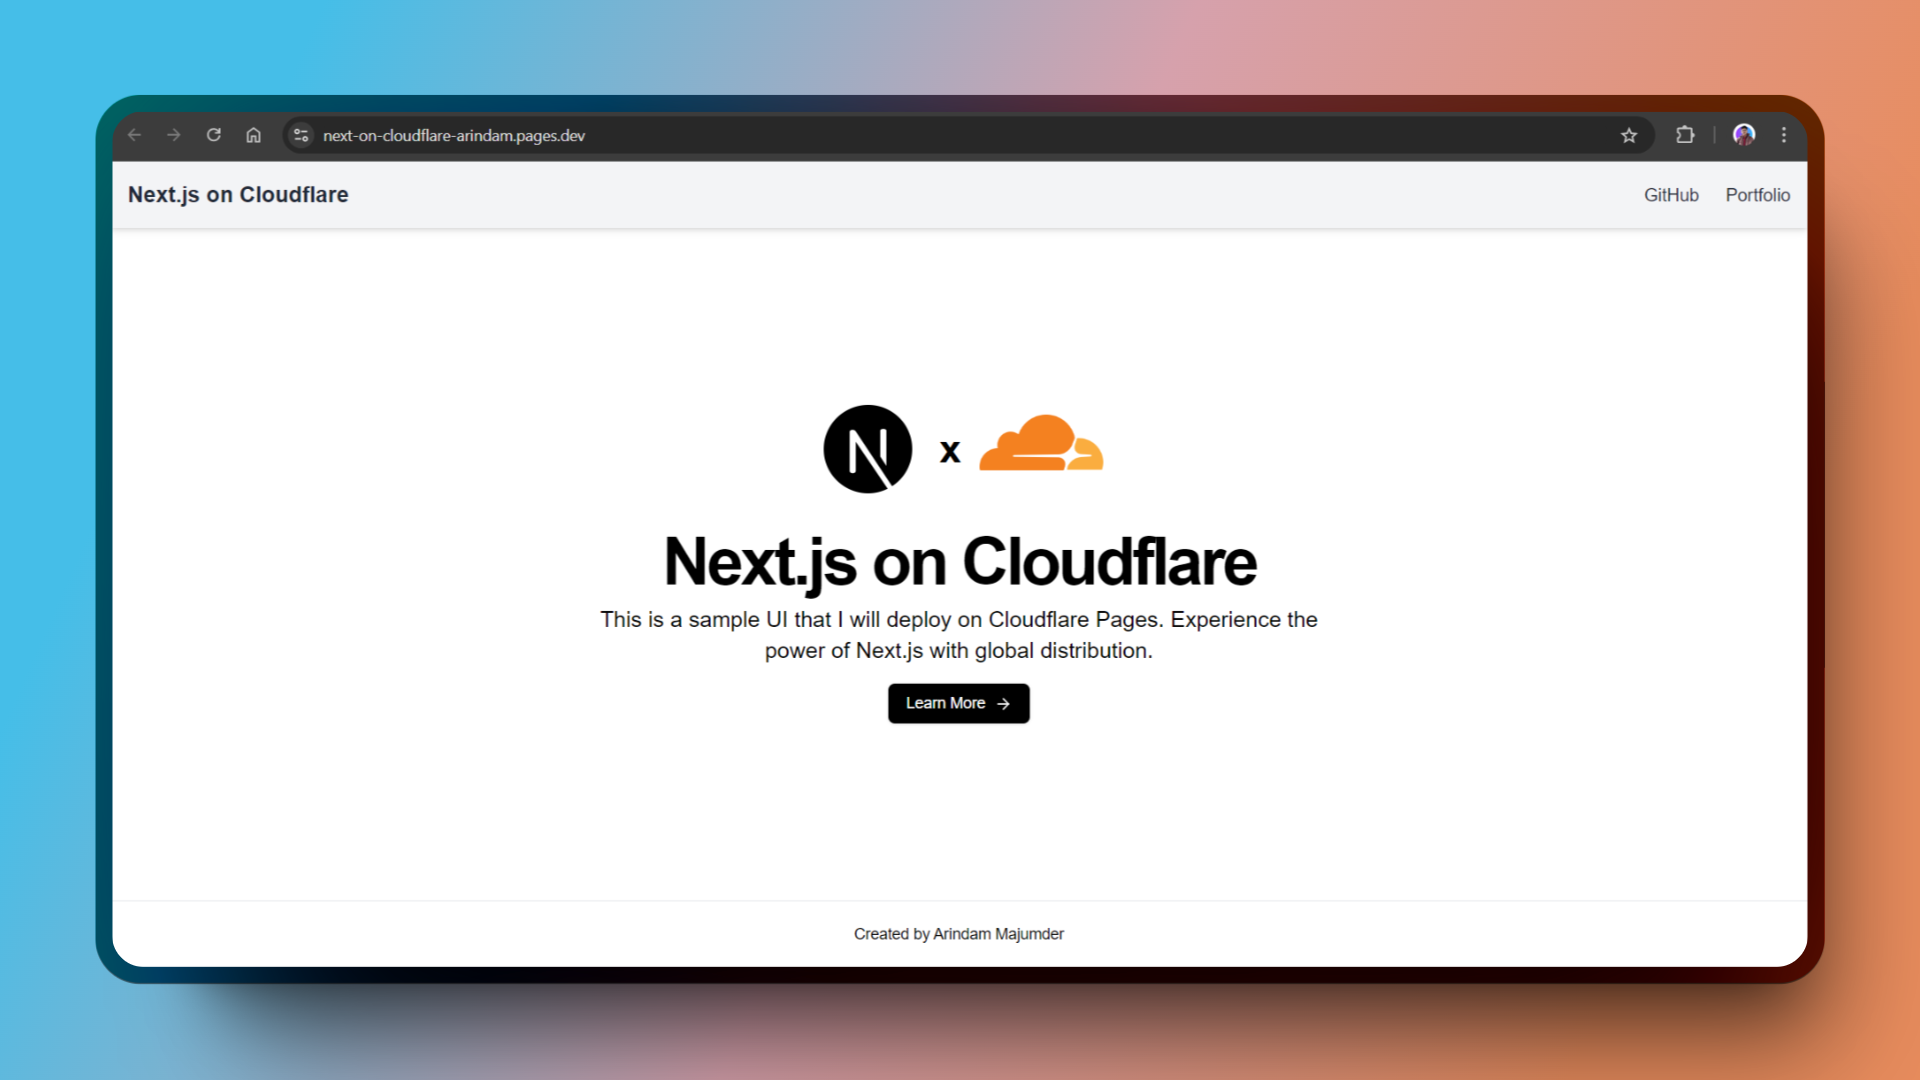 next-on-cloudflare-arindam.pages.dev
Next.js on Cloudflare
GitHub Portfolio
N x
Next.js on Cloudflare
This is a sample UI that I will deploy on Cloudflare Pages. Experience the
power of Next.js with global distribution.
Learn More →
Created by Arindam Majumder